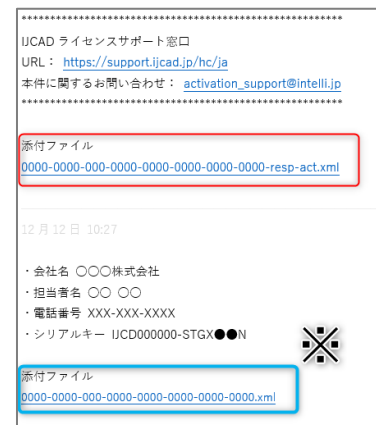 ************************************************************
IJCAD ライセンスサポート窓口
URL： https://support.ijcad.jp/hc/ja
本件に関するお問い合わせ： activation_support@intelli.jp
************************************************************
添付ファイル
0000-0000-000-0000-0000-0000-0000-0000-resp-act.xml
12月12日 10:27
・会社名 〇〇〇株式会社
・担当者名 〇〇 〇〇
・電話番号 XXX-XXX-XXXX
・シリアルキー IJCD000000-STGX●●N
※
添付ファイル
0000-0000-000-0000-0000-0000-0000-0000.xml